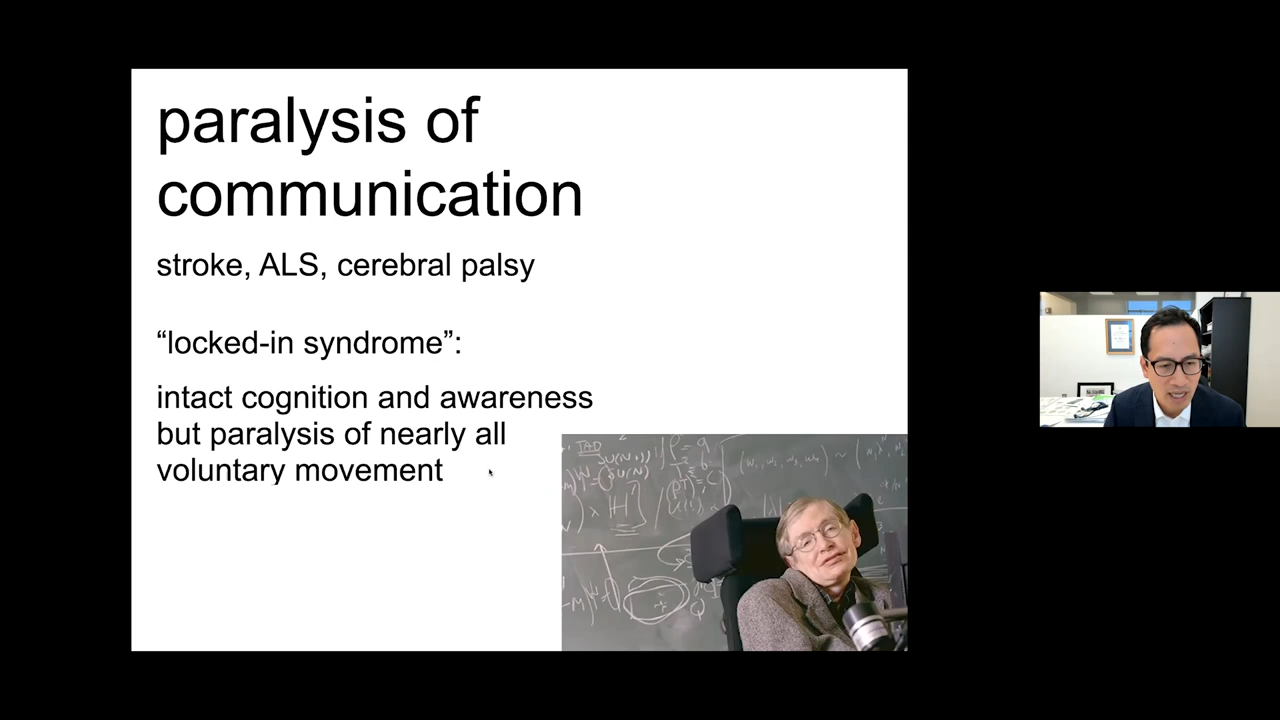 paralysis of
communication
stroke, ALS, cerebral palsy
“locked-in syndrome”:
intact cognition and awareness
but paralysis of nearly all
voluntary movement